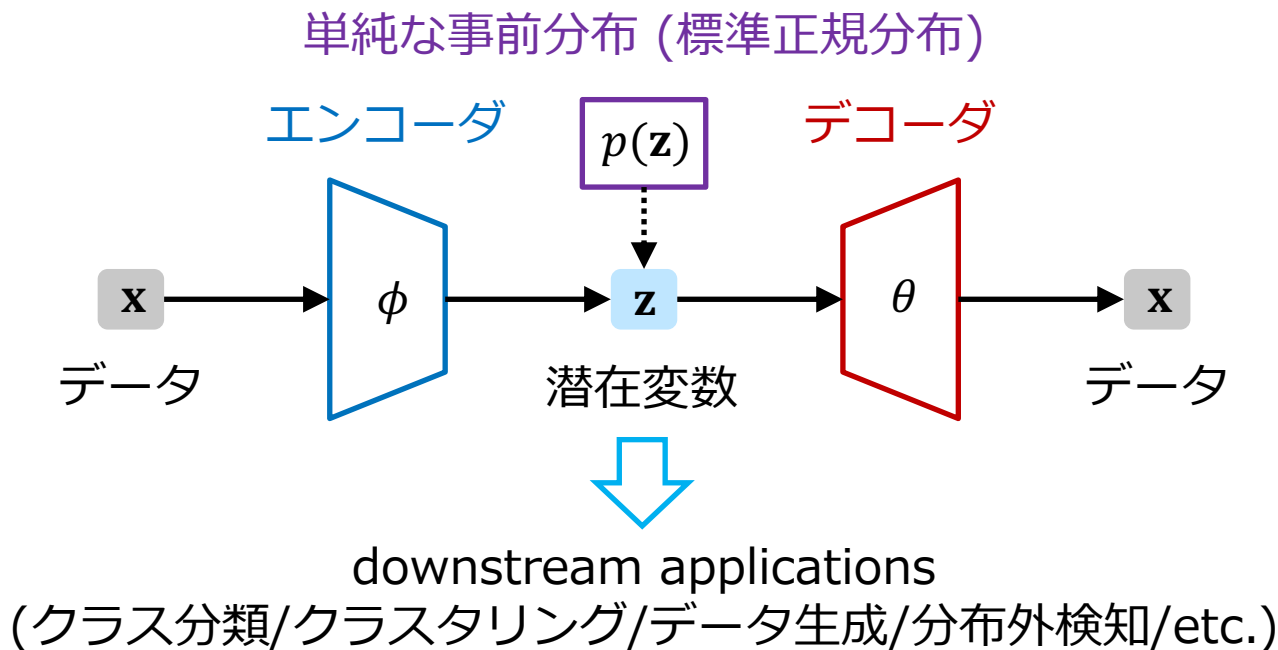 単純な事前分布 (標準正規分布)
エンコーダ
p(z)
デコーダ
x
ϕ
z
θ
x
データ
潜在変数
データ
downstream applications
(クラス分類/クラスタリング/データ生成/分布外検知/etc.)